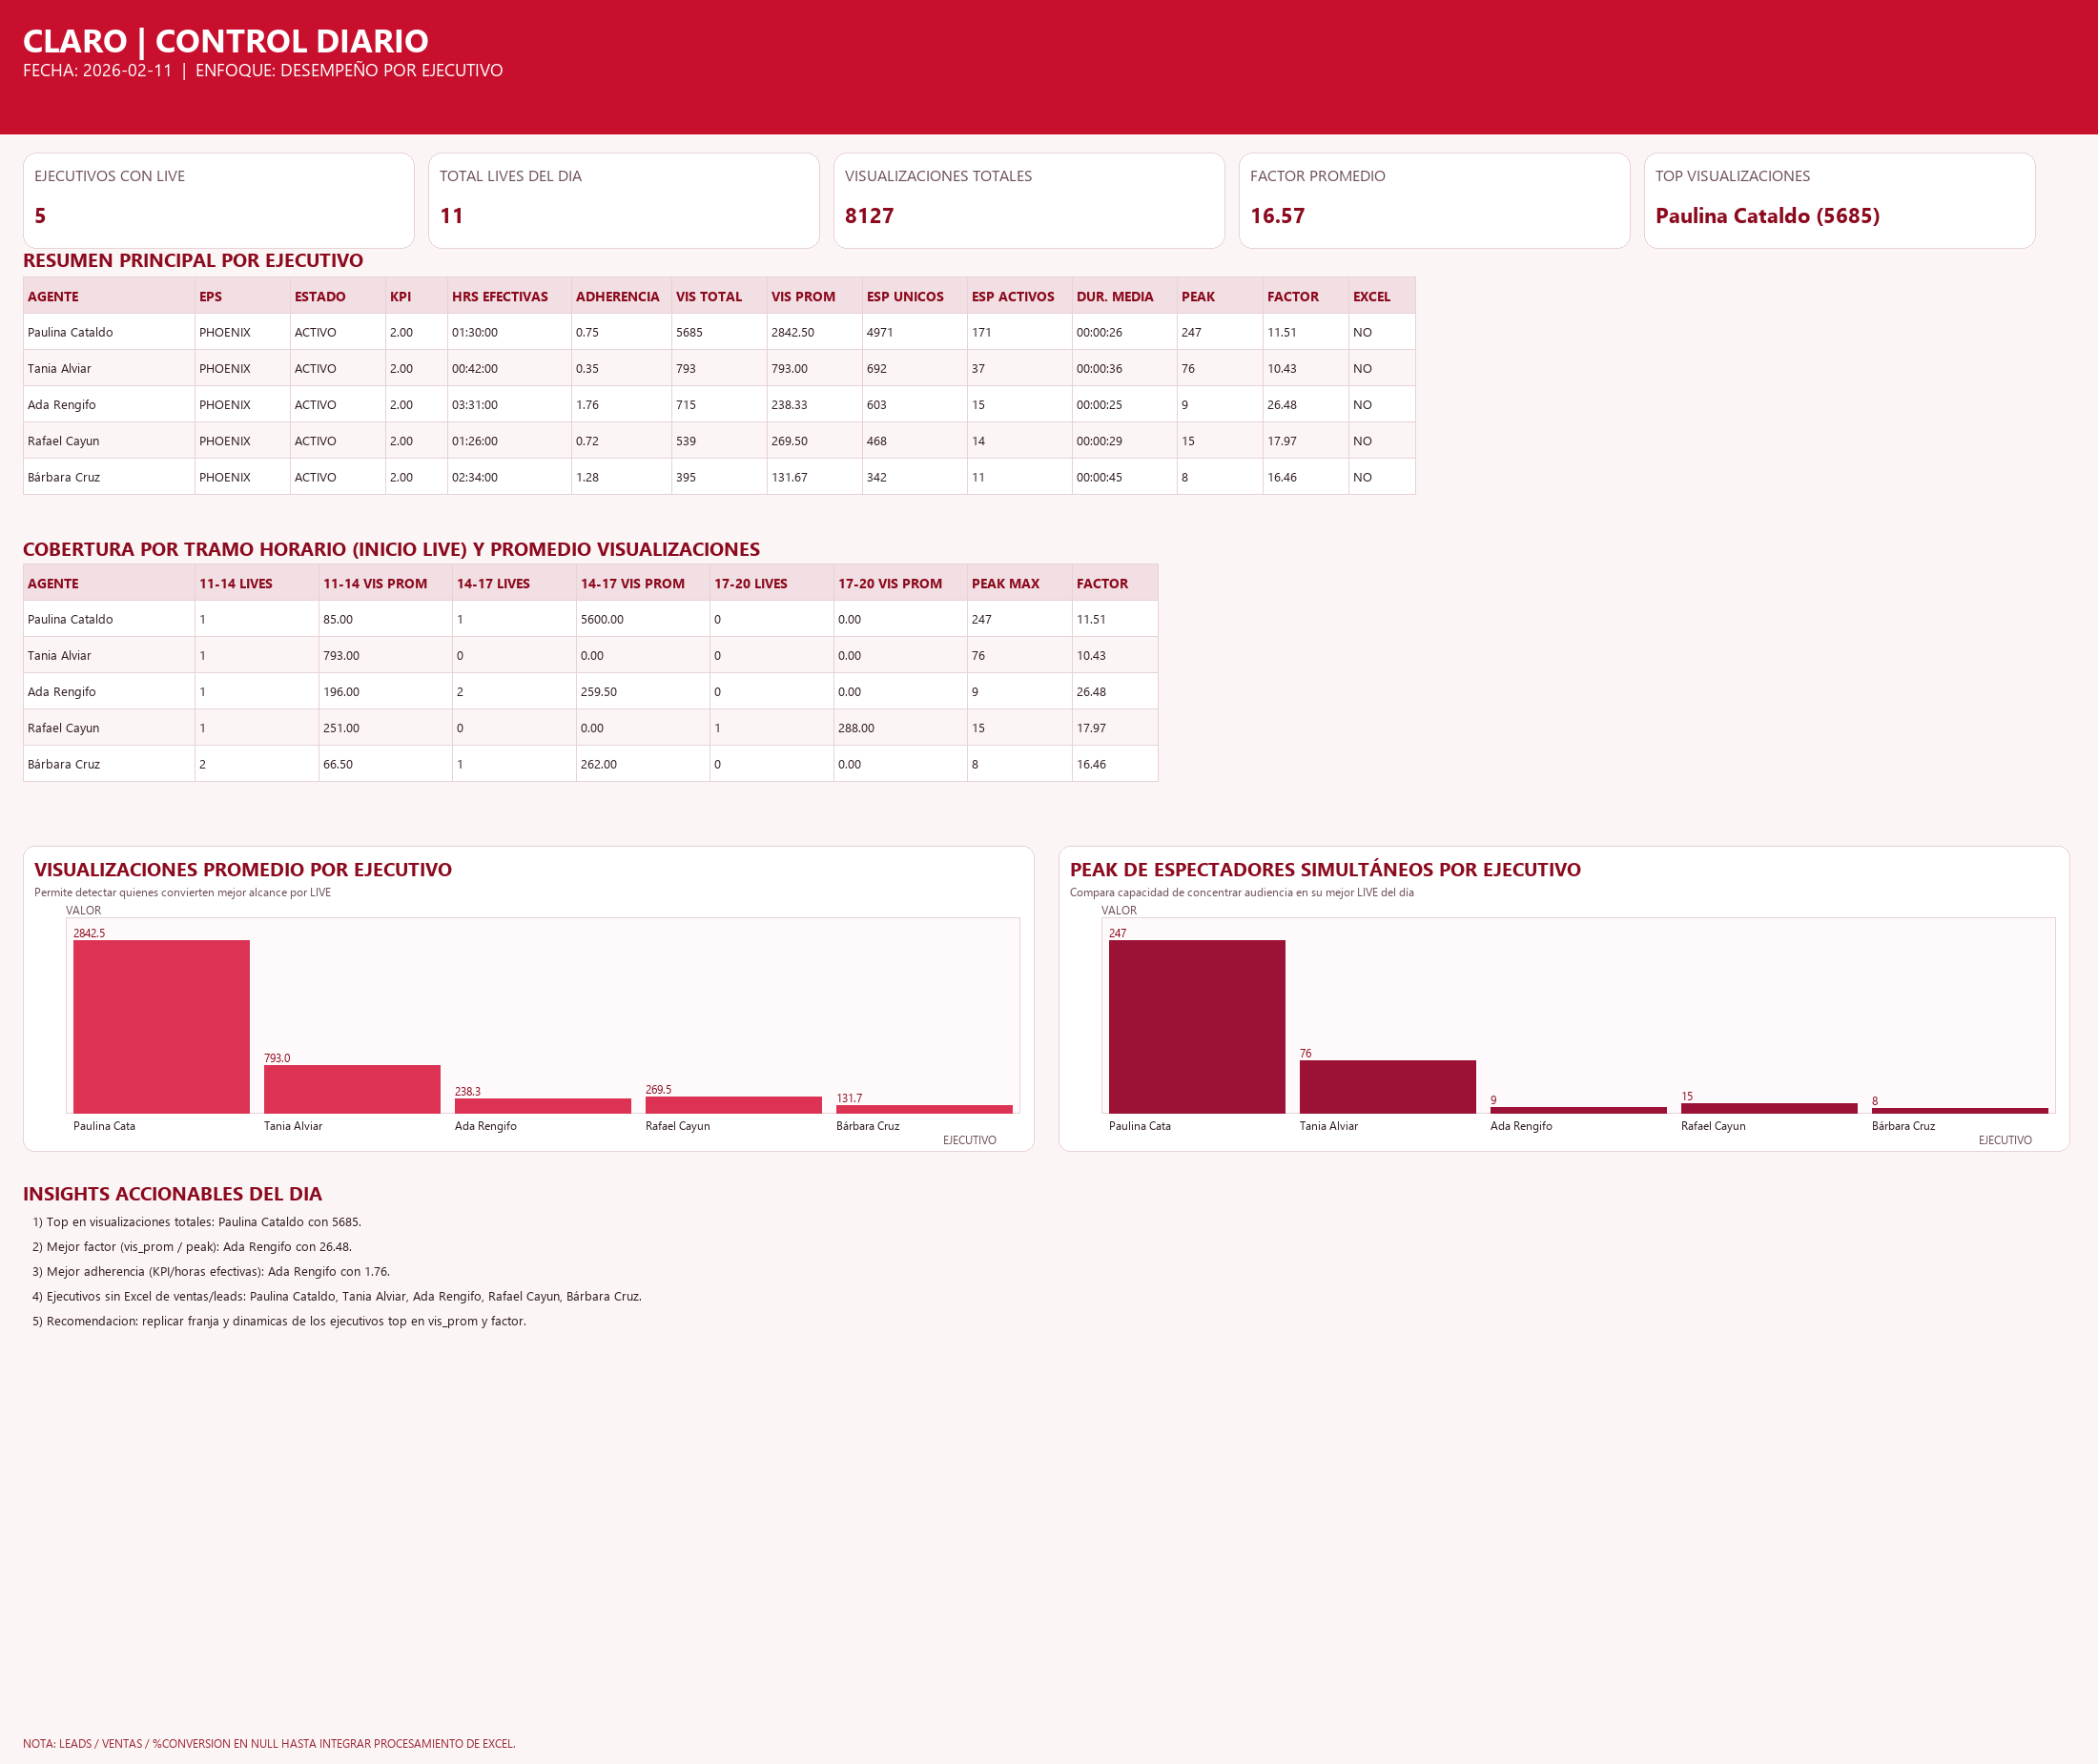 CLARO | CONTROL DIARIO
FECHA: 2026-02-11 | ENFOQUE: DESEMPEÑO POR EJECUTIVO
EJECUTIVOS CON LIVE
5
TOTAL LIVES DEL DIA
11
VISUALIZACIONES TOTALES
8127
FACTOR PROMEDIO
16.57
TOP VISUALIZACIONES
Paulina Cataldo (5685)
RESUMEN PRINCIPAL POR EJECUTIVO
AGENTE EPS ESTADO KPI HRS EFECTIVAS ADHERENCIA VIS TOTAL VIS PROM ESP UNICOS ESP ACTIVOS DUR. MEDIA PEAK FACTOR EXCEL
Paulina Cataldo PHOENIX ACTIVO 2.00 01:30:00 0.75 5685 2842.50 4971 171 00:00:26 247 11.51 NO
Tania Alviar PHOENIX ACTIVO 2.00 00:42:00 0.35 793 793.00 692 37 00:00:36 76 10.43 NO
Ada Rengifo PHOENIX ACTIVO 2.00 03:31:00 1.76 715 238.33 603 15 00:00:25 9 26.48 NO
Rafael Cayun PHOENIX ACTIVO 2.00 01:26:00 0.72 539 269.50 468 14 00:00:29 15 17.97 NO
Bárbara Cruz PHOENIX ACTIVO 2.00 02:34:00 1.28 395 131.67 342 11 00:00:45 8 16.46 NO
COBERTURA POR TRAMO HORARIO (INICIO LIVE) Y PROMEDIO VISUALIZACIONES
AGENTE 11-14 LIVES 11-14 VIS PROM 14-17 LIVES 14-17 VIS PROM 17-20 LIVES 17-20 VIS PROM PEAK MAX FACTOR
Paulina Cataldo 1 85.00 1 5600.00 0 0.00 247 11.51
Tania Alviar 1 793.00 0 0.00 0 0.00 76 10.43
Ada Rengifo 1 196.00 2 259.50 0 0.00 9 26.48
Rafael Cayun 1 251.00 0 0.00 1 288.00 15 17.97
Bárbara Cruz 2 66.50 1 262.00 0 0.00 8 16.46
VISUALIZACIONES PROMEDIO POR EJECUTIVO
Permite detectar quienes convierten mejor alcance por LIVE
VALOR
2842.5
793.0
238.3
269.5
131.7
Paulina Cata Tania Alviar Ada Rengifo Rafael Cayun Bárbara Cruz
EJECUTIVO
PEAK DE ESPECTADORES SIMULTÁNEOS POR EJECUTIVO
Compara capacidad de concentrar audiencia en su mejor LIVE del día
VALOR
247
76
9
15
8
Paulina Cata Tania Alviar Ada Rengifo Rafael Cayun Bárbara Cruz
EJECUTIVO
INSIGHTS ACCIONABLES DEL DIA
1) Top en visualizaciones totales: Paulina Cataldo con 5685.
2) Mejor factor (vis_prom / peak): Ada Rengifo con 26.48.
3) Mejor adherencia (KPI/horas efectivas): Ada Rengifo con 1.76.
4) Ejecutivos sin Excel de ventas/leads: Paulina Cataldo, Tania Alviar, Ada Rengifo, Rafael Cayun, Bárbara Cruz.
5) Recomendacion: replicar franja y dinamicas de los ejecutivos top en vis_prom y factor.
NOTA: LEADS / VENTAS / %CONVERSION EN NULL HASTA INTEGRAR PROCESAMIENTO DE EXCEL.